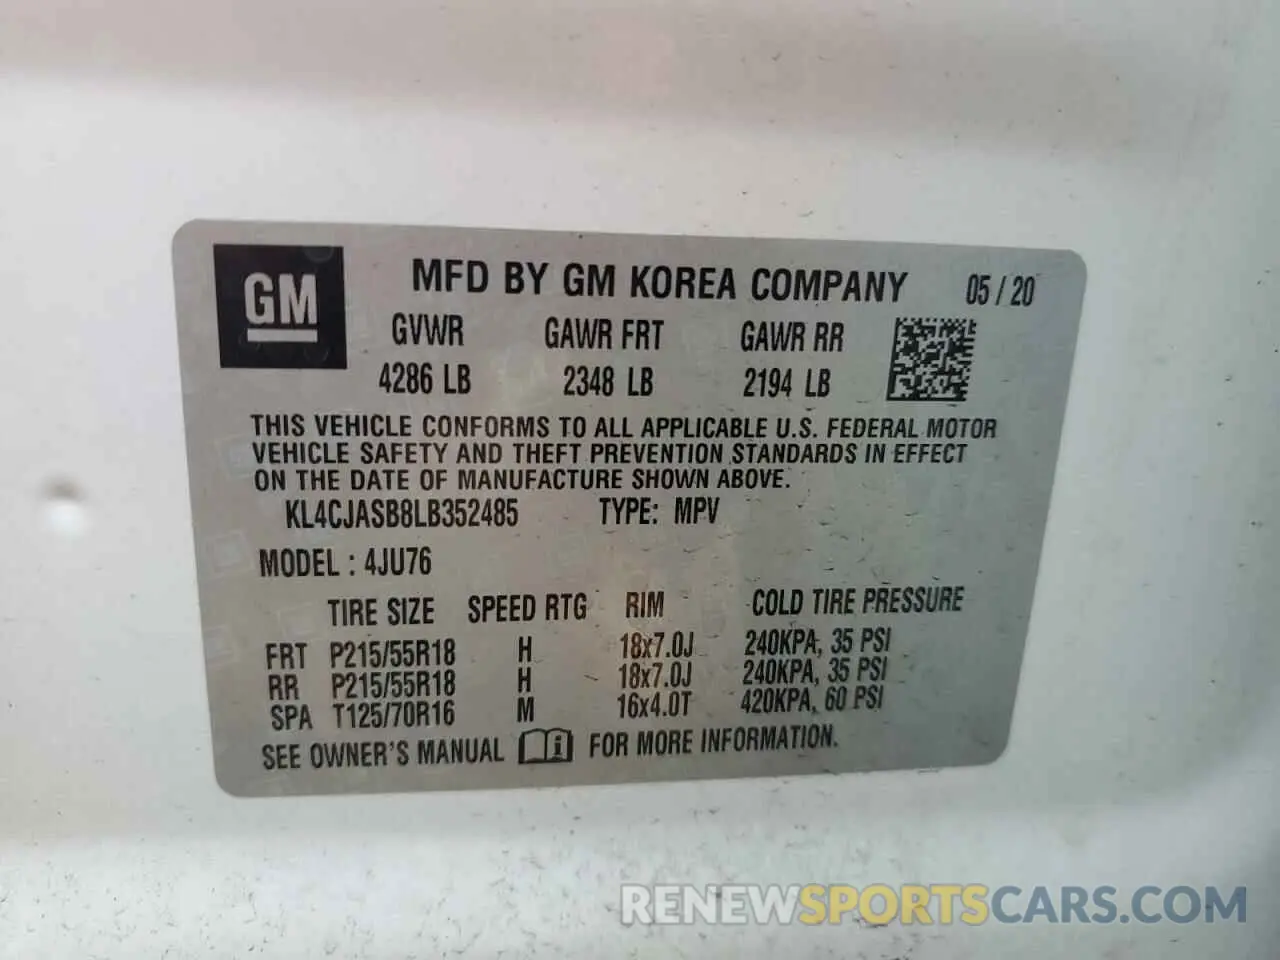 GM
MFD BY GM KOREA COMPANY 05 / 20
GVWR GAWR FRT GAWR RR
4286 LB 2348 LB 2194 LB
THIS VEHICLE CONFORMS TO ALL APPLICABLE U.S. FEDERAL MOTOR
VEHICLE SAFETY AND THEFT PREVENTION STANDARDS IN EFFECT
ON THE DATE OF MANUFACTURE SHOWN ABOVE.
KL4CJASB8LB352485 TYPE: MPV
MODEL : 4JU76
TIRE SIZE SPEED RTG RIM COLD TIRE PRESSURE
FRT P215/55R18 H 18x7.0J 240KPA, 35 PSI
RR P215/55R18 H 18x7.0J 240KPA, 35 PSI
SPA T125/70R16 M 16x4.0T 420KPA, 60 PSI
SEE OWNER'S MANUAL FOR MORE INFORMATION.
RENEWSPORTSCARS.COM